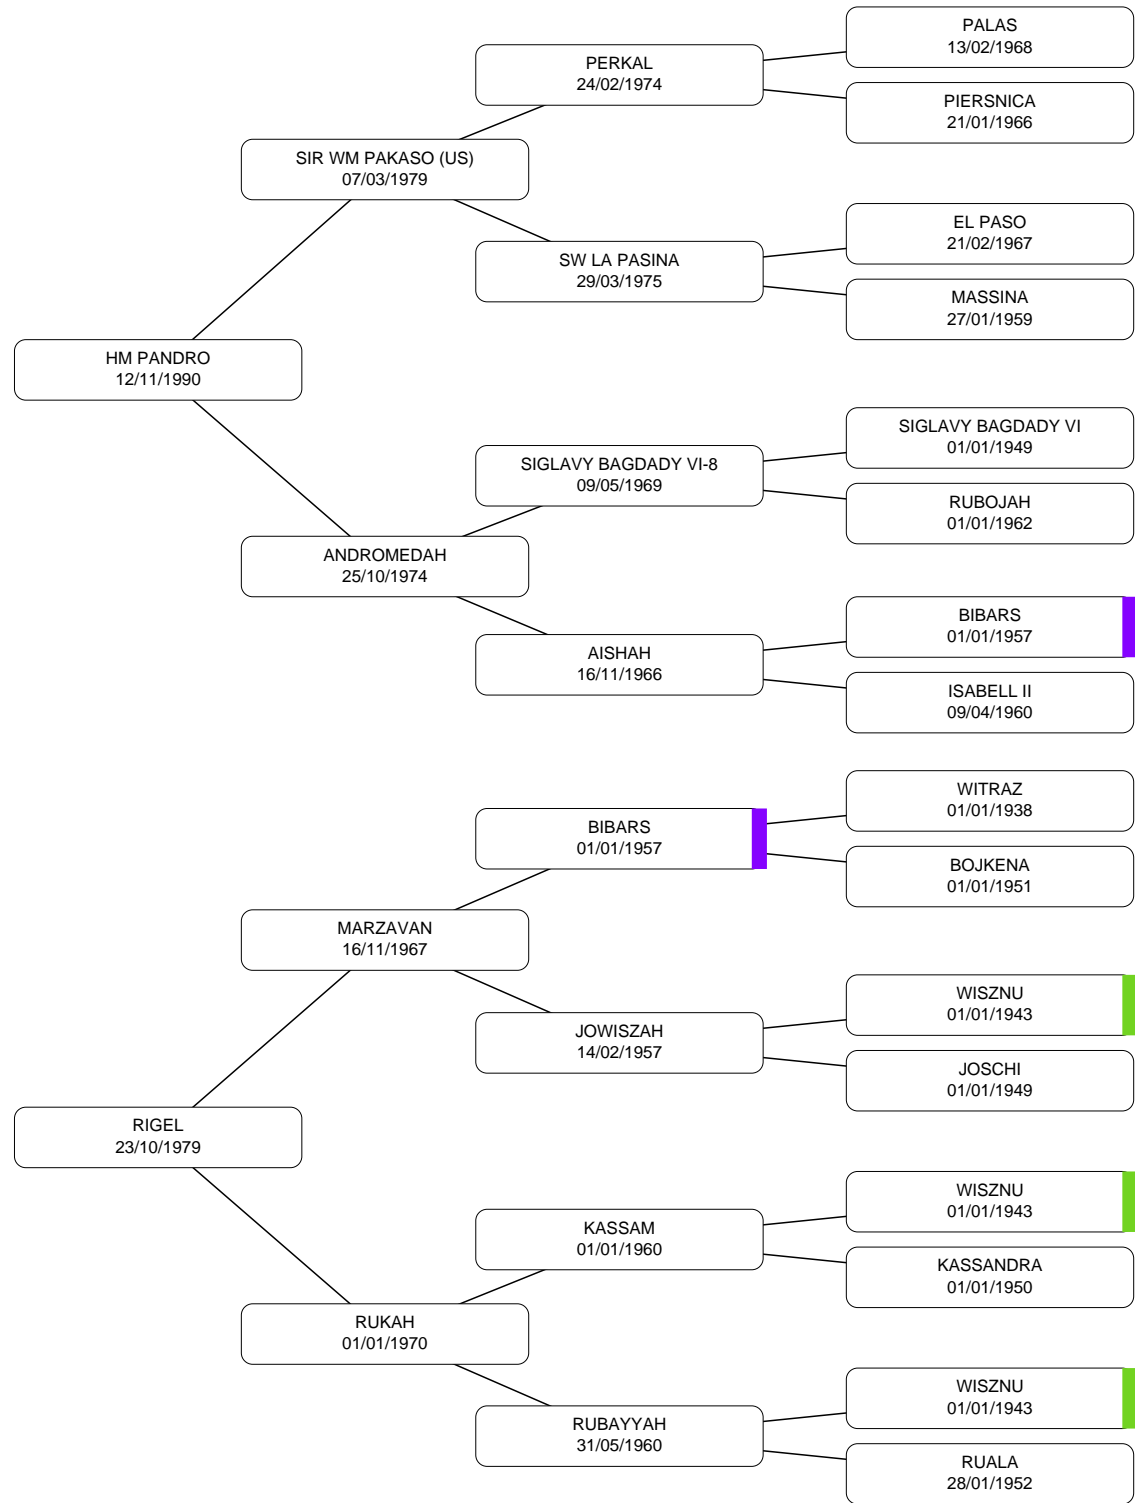 PALAS
13/02/1968
PERKAL
24/02/1974
PIERSNICA
21/01/1966
SIR WM PAKASO (US)
07/03/1979
EL PASO
21/02/1967
SW LA PASINA
29/03/1975
MASSINA
27/01/1959
HM PANDRO
12/11/1990
SIGLAVY BAGDADY VI
01/01/1949
SIGLAVY BAGDADY VI-8
09/05/1969
RUBOJAH
01/01/1962
ANDROMEDAH
25/10/1974
BIBARS
01/01/1957
AISHAH
16/11/1966
ISABELL II
09/04/1960
WITRAZ
01/01/1938
BIBARS
01/01/1957
BOJKENA
01/01/1951
MARZAVAN
16/11/1967
WISZNU
01/01/1943
JOWISZAH
14/02/1957
JOSCHI
01/01/1949
RIGEL
23/10/1979
WISZNU
01/01/1943
KASSAM
01/01/1960
KASSANDRA
01/01/1950
RUKAH
01/01/1970
WISZNU
01/01/1943
RUBAYYAH
31/05/1960
RUALA
28/01/1952